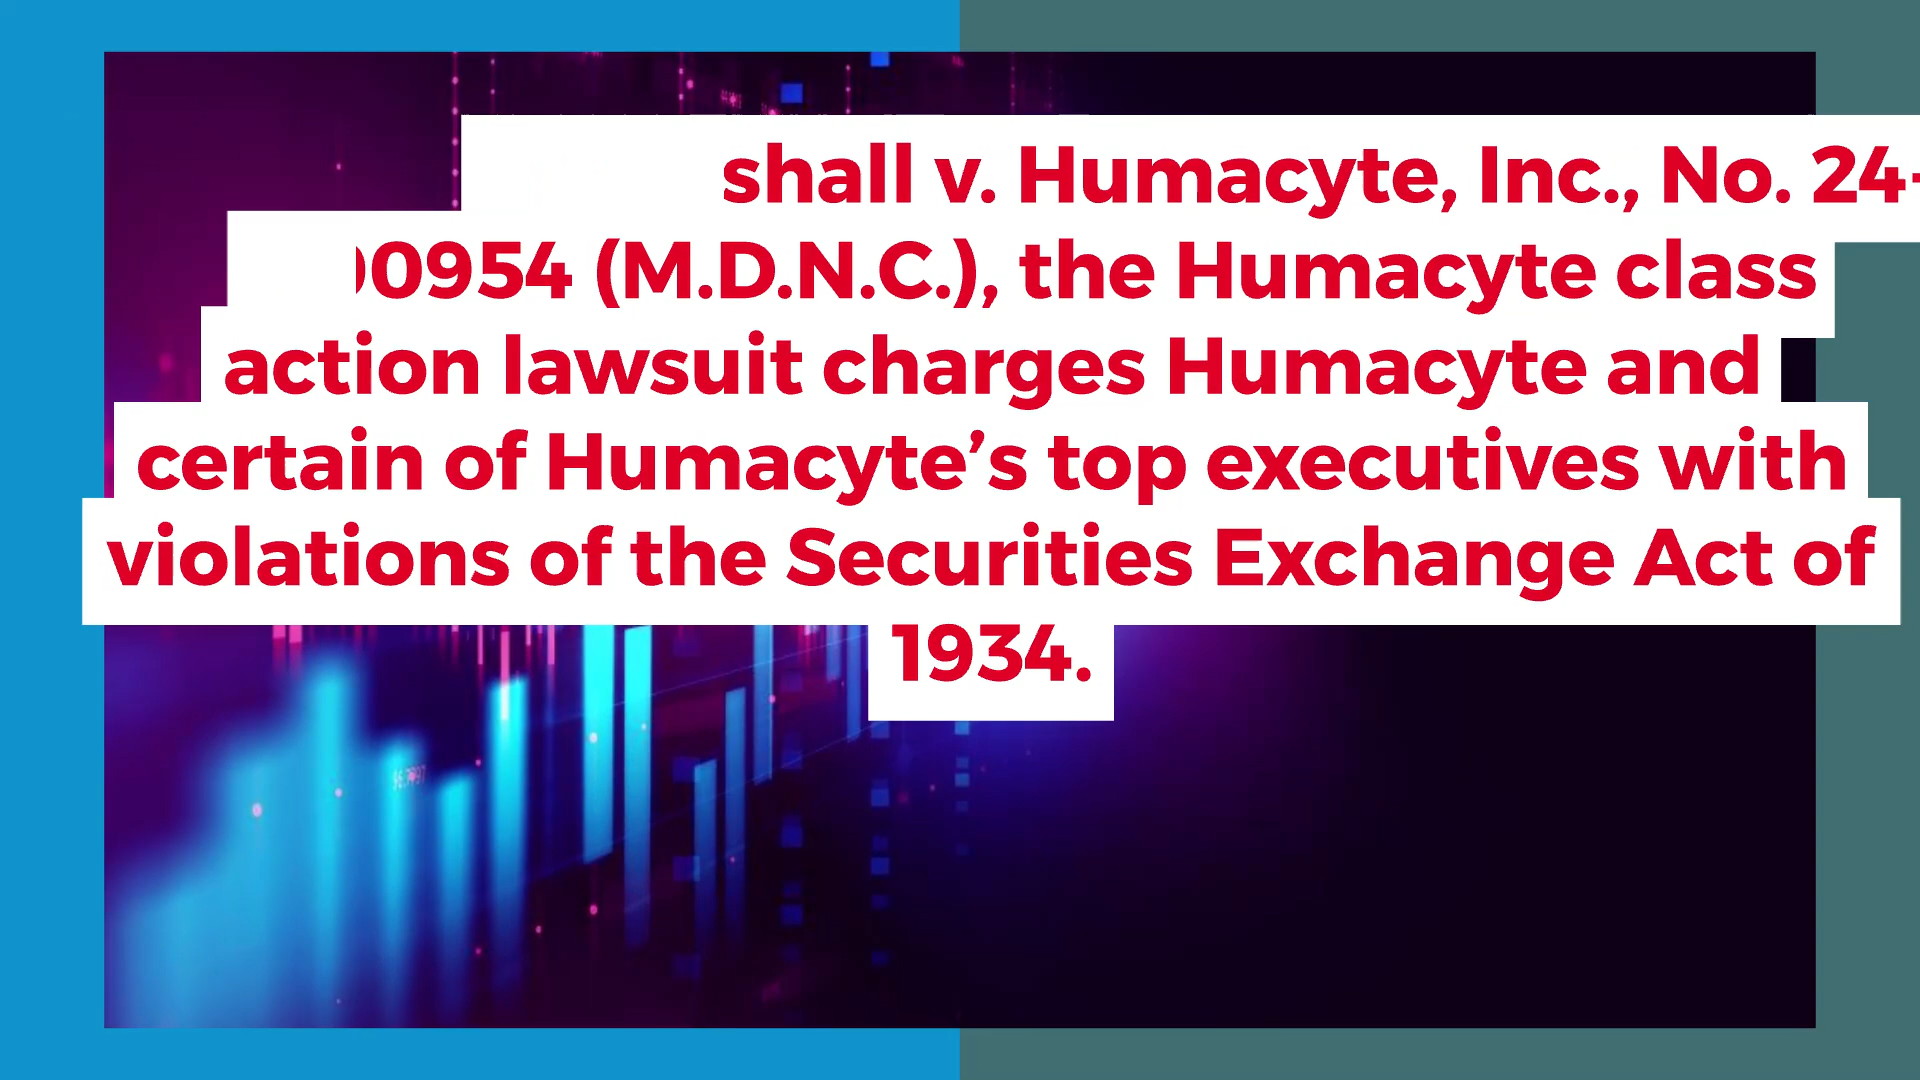 shall v. Humacyte, Inc., No. 24-
0954 (M.D.N.C.), the Humacyte class
action lawsuit charges Humacyte and
certain of Humacyte’s top executives with
violations of the Securities Exchange Act of
1934.